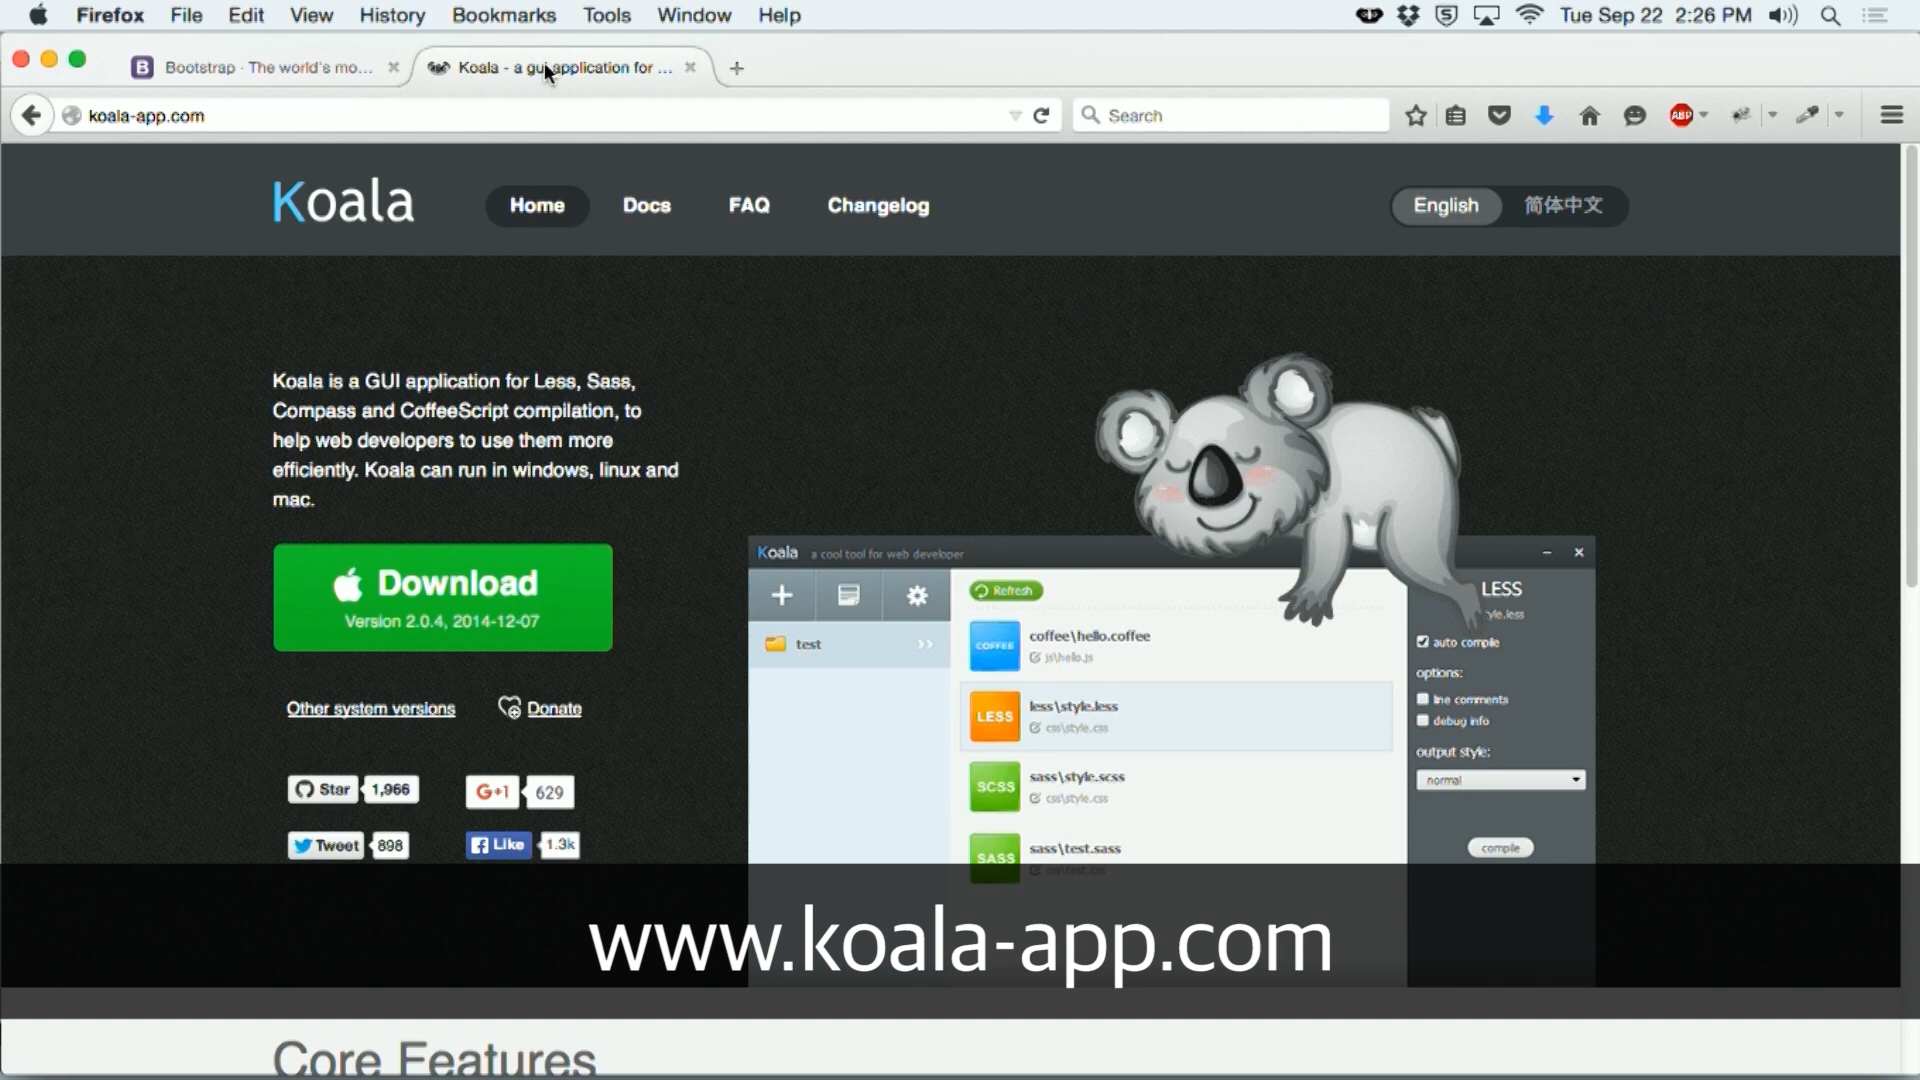 Firefox File Edit View History Bookmarks Tools Window Help Tue Sep 22 2:26 PM
B Bootstrap · The world's mo... Koala - a gui application for ...
koala-app.com Search ABP
Koala Home Docs FAQ Changelog English 简体中文
Koala is a GUI application for Less, Sass,
Compass and CoffeeScript compilation, to
help web developers to use them more
efficiently. Koala can run in windows, linux and
mac.
Download
Version 2.0.4, 2014-12-07
Other system versions Donate
Star 1,966 G+1 629
Tweet 898 Like 1.3k
Koala a cool tool for web developer
Refresh
test
COFFEE coffee\hello.coffee
js\hello.js
LESS less\style.less
css\style.css
SCSS sass\style.scss
css\style.css
SASS sass\test.sass
css\test.css
LESS
yle.less
auto compile
options:
line comments
debug info
output style:
normal
compile
www.koala-app.com
Core Features